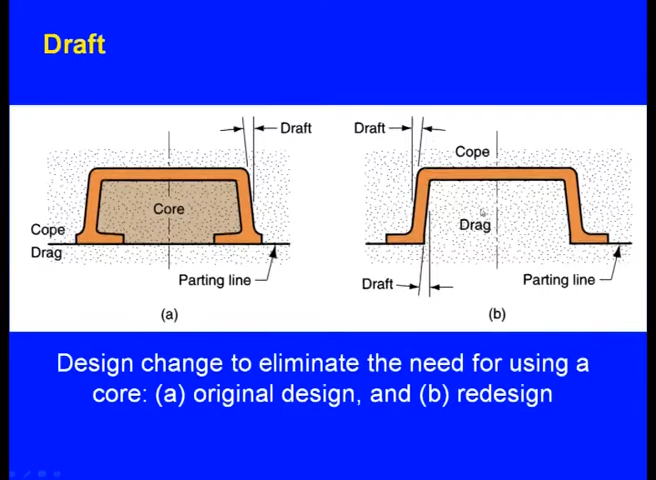 Draft
Draft
Core
Cope
Drag
Parting line
(a)
Draft
Cope
Drag
Draft
Parting line
(b)
Design change to eliminate the need for using a
core: (a) original design, and (b) redesign